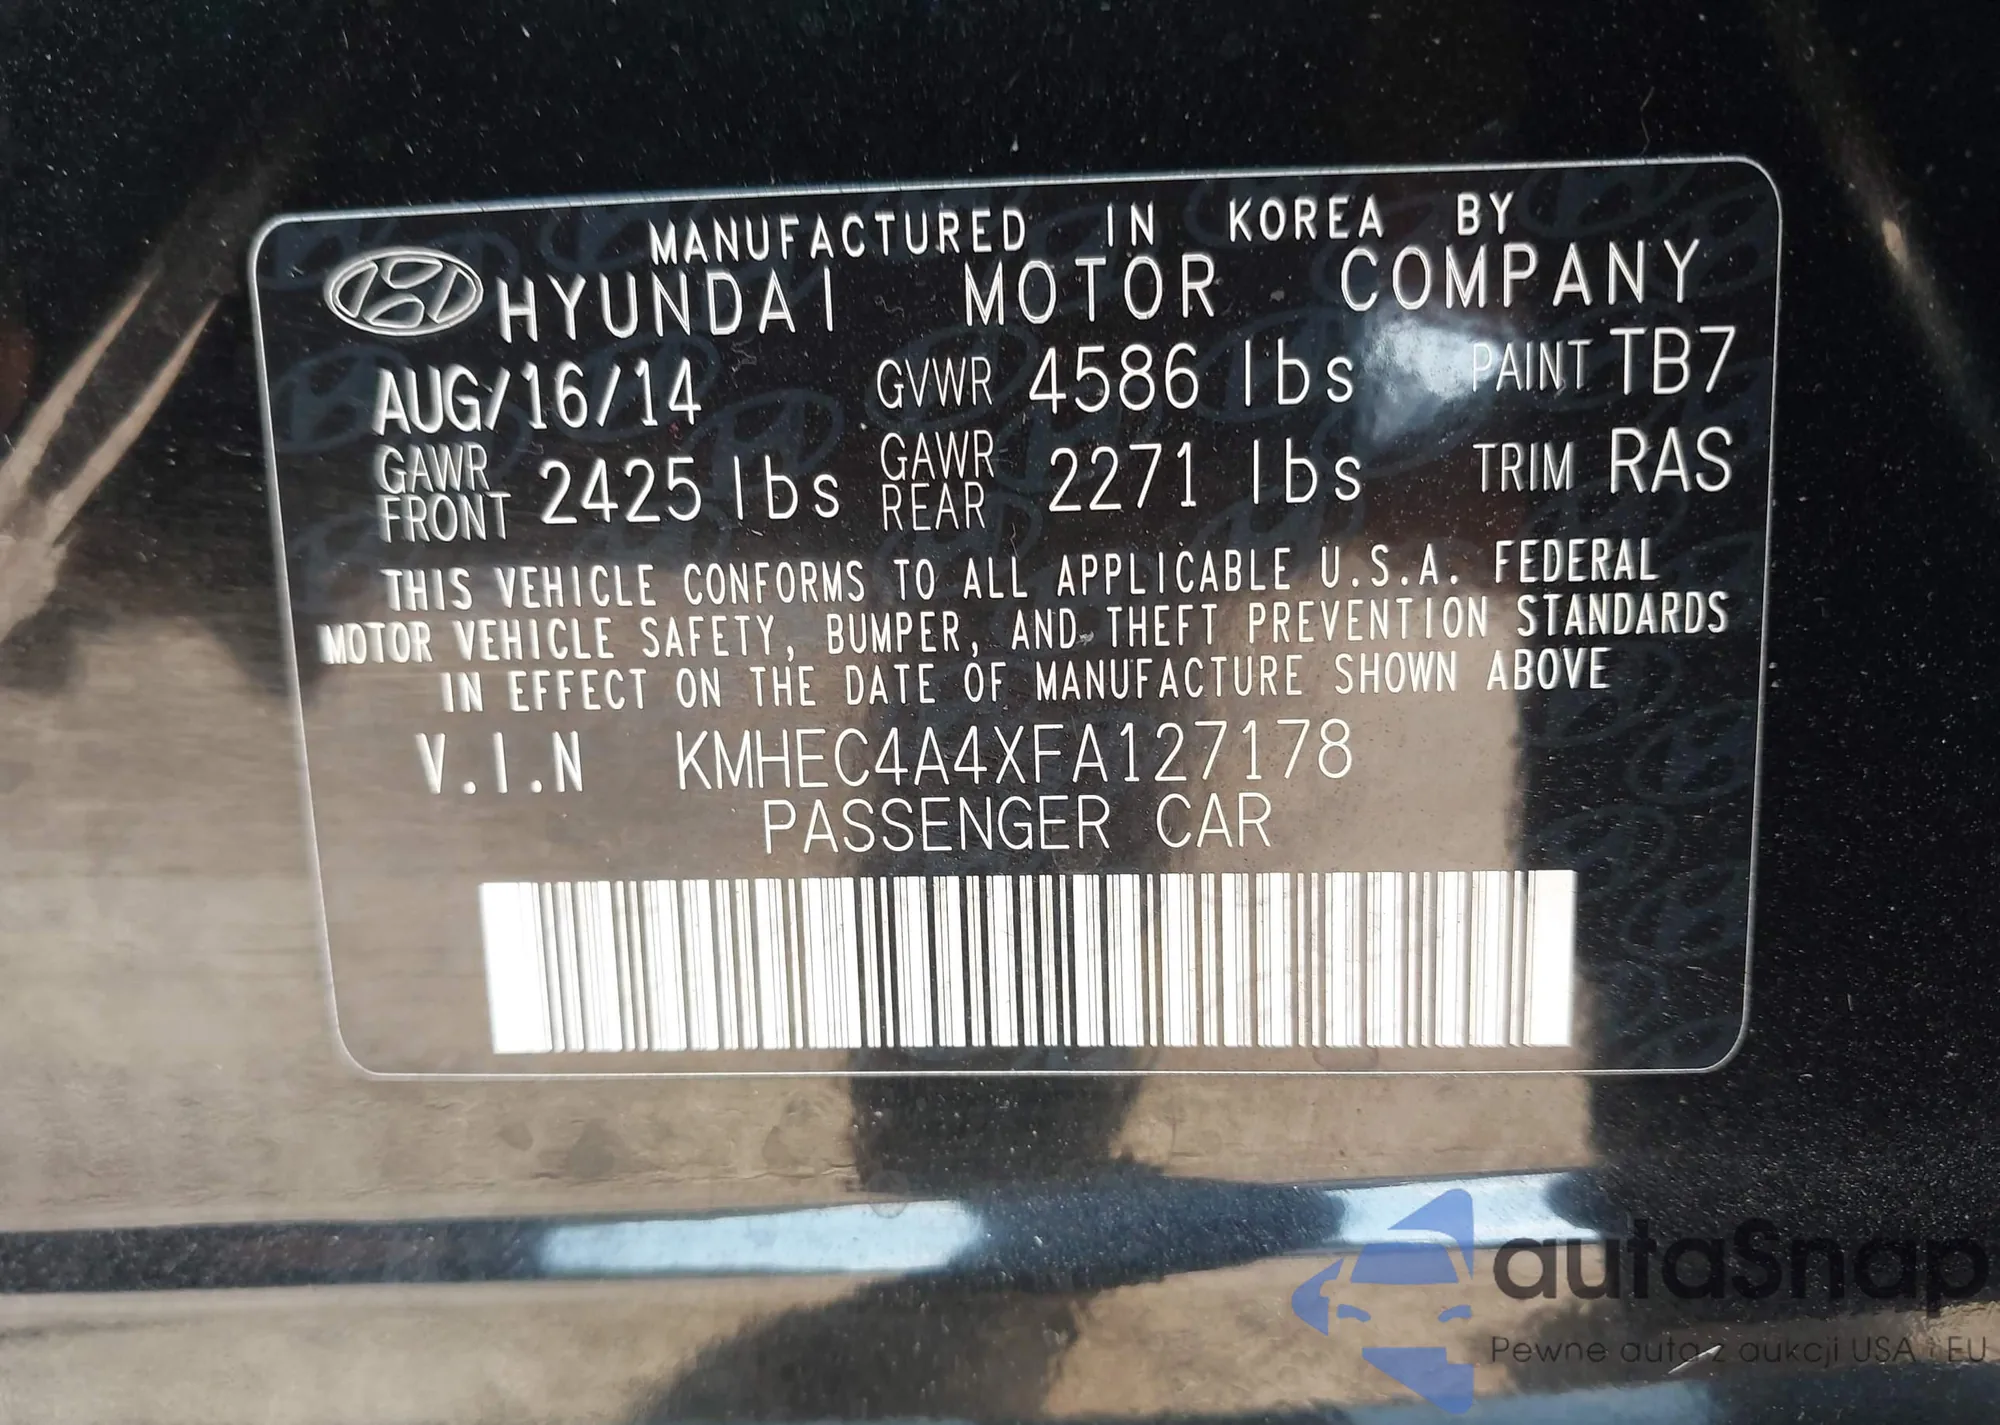 MANUFACTURED IN KOREA BY
HYUNDAI MOTOR COMPANY
AUG/16/14 GVWR 4586 lbs PAINT TB7
GAWR FRONT 2425 lbs GAWR REAR 2271 lbs TRIM RAS
THIS VEHICLE CONFORMS TO ALL APPLICABLE U.S.A. FEDERAL
MOTOR VEHICLE SAFETY, BUMPER, AND THEFT PREVENTION STANDARDS
IN EFFECT ON THE DATE OF MANUFACTURE SHOWN ABOVE
V.I.N KMHEC4A4XFA127178
PASSENGER CAR
autaSnap
Pewne auta z aukcji USA i EU